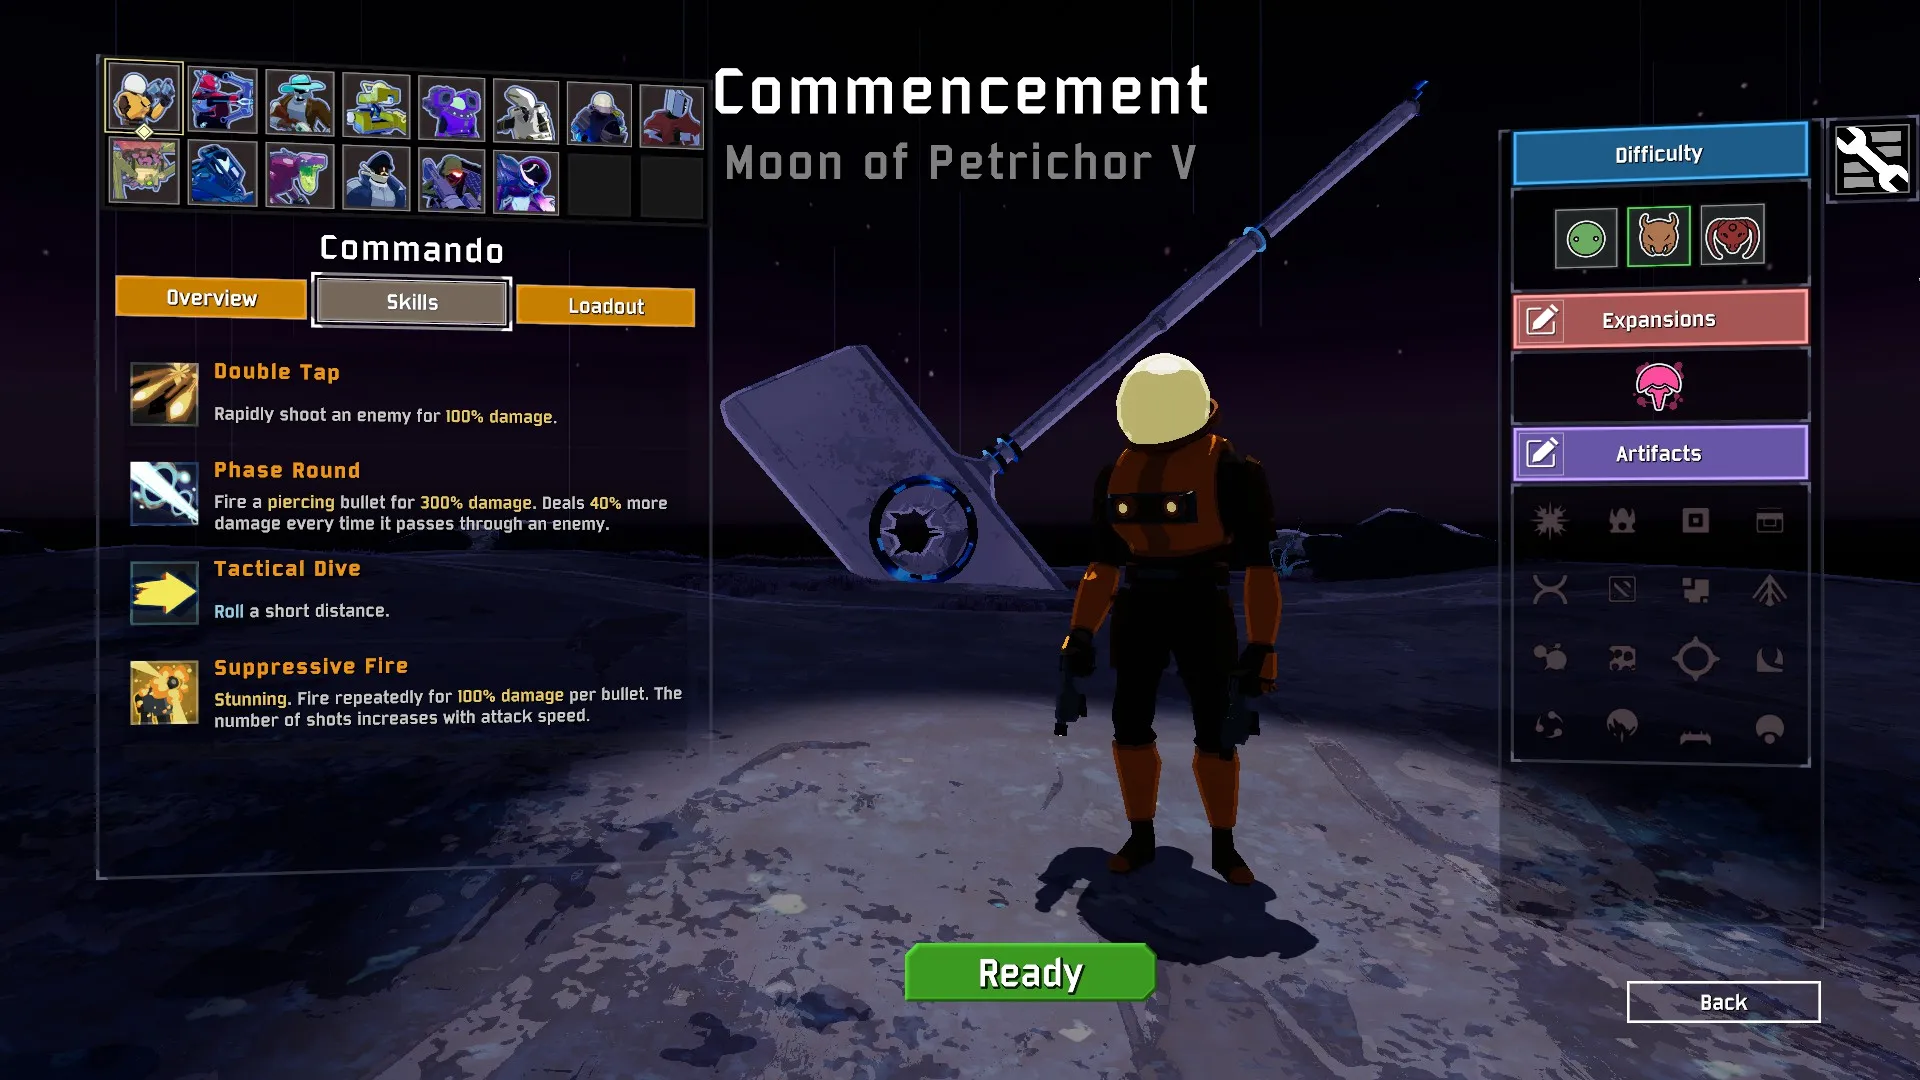 Commencement
Moon of Petrichor V
Commando
Overview
Skills
Loadout
Double Tap
Rapidly shoot an enemy for 100% damage.
Phase Round
Fire a piercing bullet for 300% damage. Deals 40% more
damage every time it passes through an enemy.
Tactical Dive
Roll a short distance.
Suppressive Fire
Stunning. Fire repeatedly for 100% damage per bullet. The
number of shots increases with attack speed.
Difficulty
Expansions
Artifacts
Ready
Back